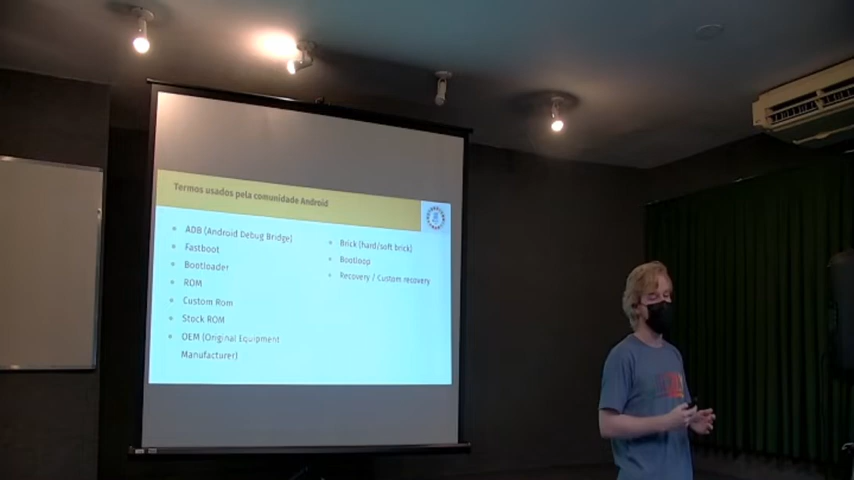 Termos usados pela comunidade Android
ADB (Android Debug Bridge)
Fastboot
Bootloader
ROM
Custom Rom
Stock ROM
OEM (Original Equipment
Manufacturer)
Brick (hard/soft brick)
Bootloop
Recovery / Custom recovery